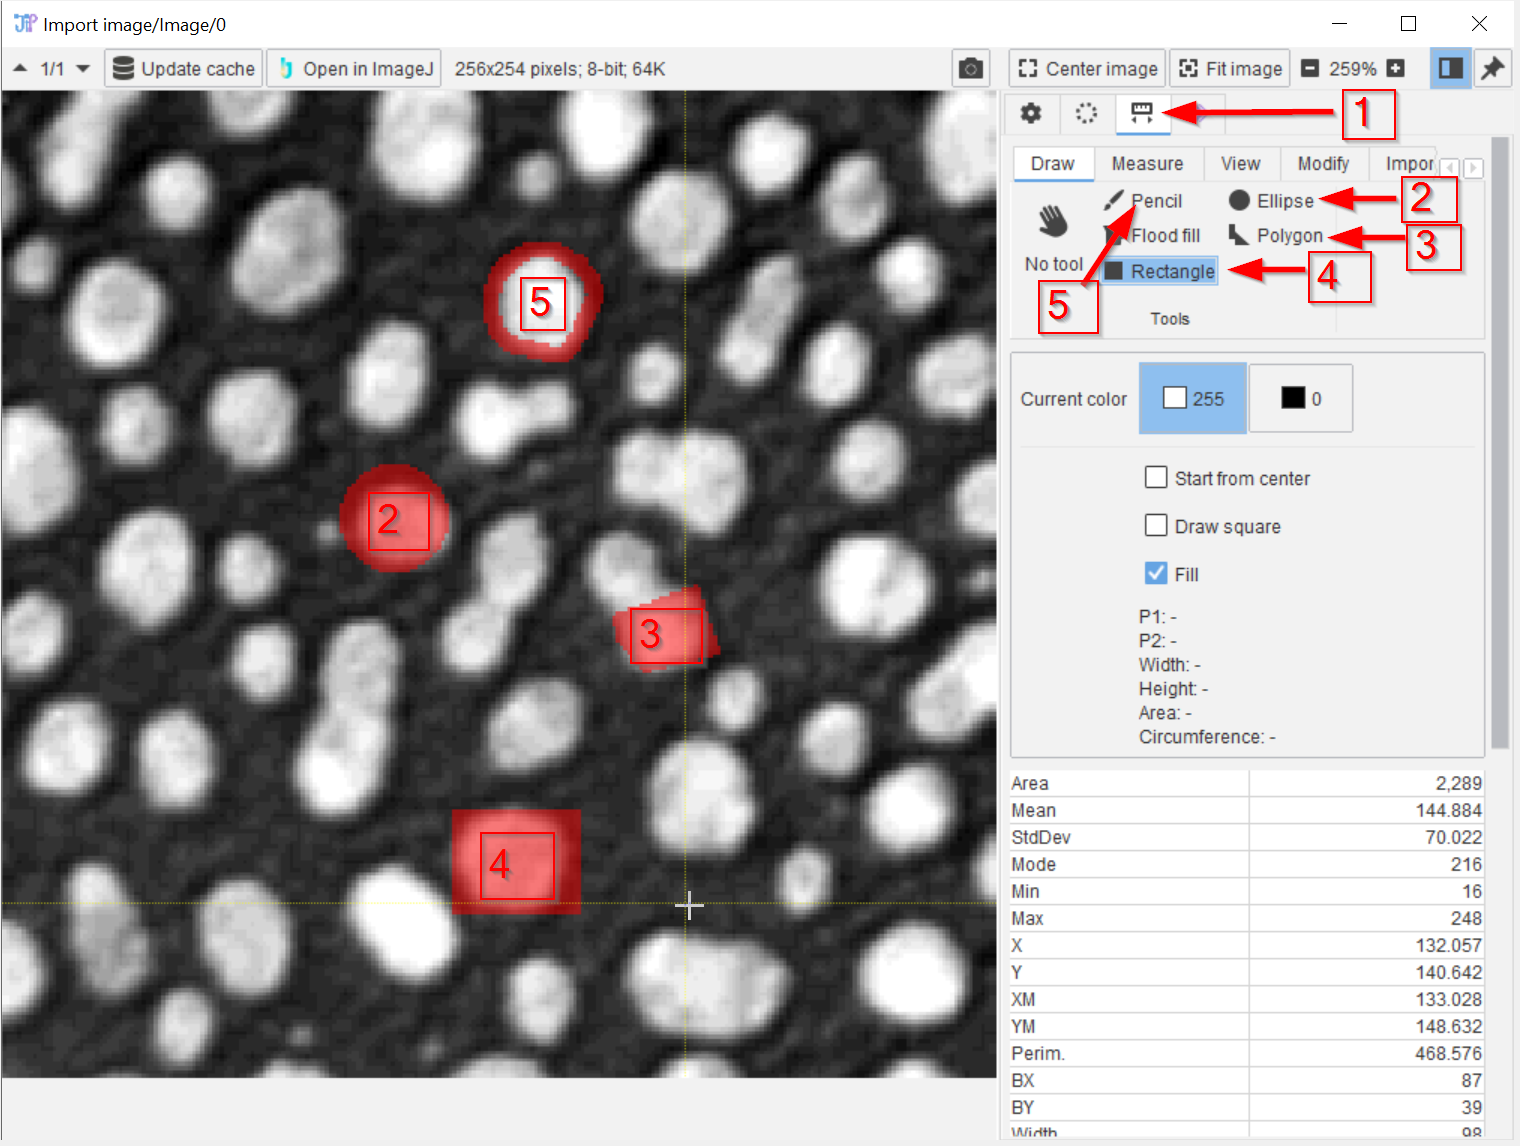 JIP Import image/Image/0
1/1 Update cache Open in ImageJ 256x254 pixels; 8-bit; 64K Center image Fit image 259%
1
Draw Measure View Modify Impor
Pencil Ellipse 2
Flood fill Polygon 3
No tool Rectangle 4
5
Tools
5
Current color 255 0
Start from center
2
Draw square
Fill
P1: -
3
P2: -
Width: -
Height: -
Area: -
Circumference: -
Area 2,289
Mean 144.884
StdDev 70.022
4
Mode 216
Min 16
Max 248
X 132.057
Y 140.642
XM 133.028
YM 148.632
Perim. 468.576
BX 87
BY 39
Width 98